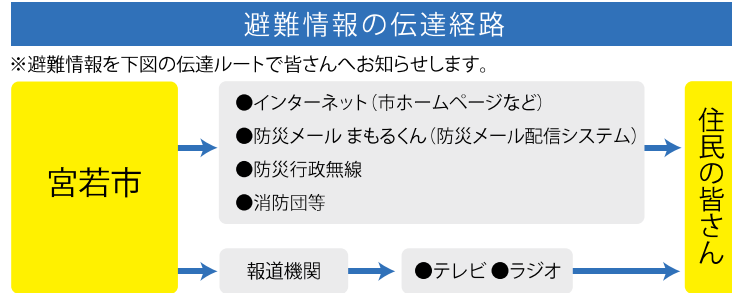 避難情報の伝達経路
※避難情報を下図の伝達ルートで皆さんへお知らせします。
宮若市
●インターネット（市ホームページなど）
●防災メール まもるくん（防災メール配信システム）
●防災行政無線
●消防団等
報道機関
●テレビ ●ラジオ
住民の皆さん